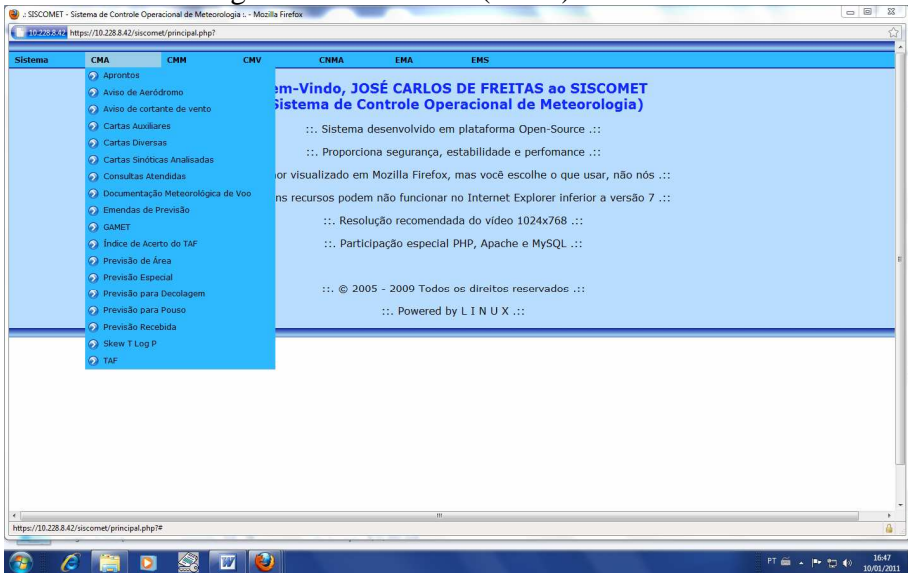 .: SISCOMET - Sistema de Controle Operacional de Meteorologia :. - Mozilla Firefox
10.228.8.42 https://10.228.8.42/siscomet/principal.php?
Sistema CMA CMM CMV CNMA EMA EMS
Aprontos
Aviso de Aeródromo
Aviso de cortante de vento
Cartas Auxiliares
Cartas Diversas
Cartas Sinóticas Analisadas
Consultas Atendidas
Documentação Meteorológica de Voo
Emendas de Previsão
GAMET
Índice de Acerto do TAF
Previsão de Área
Previsão Especial
Previsão para Decolagem
Previsão para Pouso
Previsão Recebida
Skew T Log P
TAF
em-Vindo, JOSÉ CARLOS DE FREITAS ao SISCOMET
Sistema de Controle Operacional de Meteorologia)
::. Sistema desenvolvido em plataforma Open-Source .::
::. Proporciona segurança, estabilidade e perfomance .::
or visualizado em Mozilla Firefox, mas você escolhe o que usar, não nós .::
ns recursos podem não funcionar no Internet Explorer inferior a versão 7 .::
::. Resolução recomendada do vídeo 1024x768 .::
::. Participação especial PHP, Apache e MySQL .::
::. © 2005 - 2009 Todos os direitos reservados .::
::. Powered by L I N U X .::
https://10.228.8.42/siscomet/principal.php?#
PT
16:47
10/01/2011